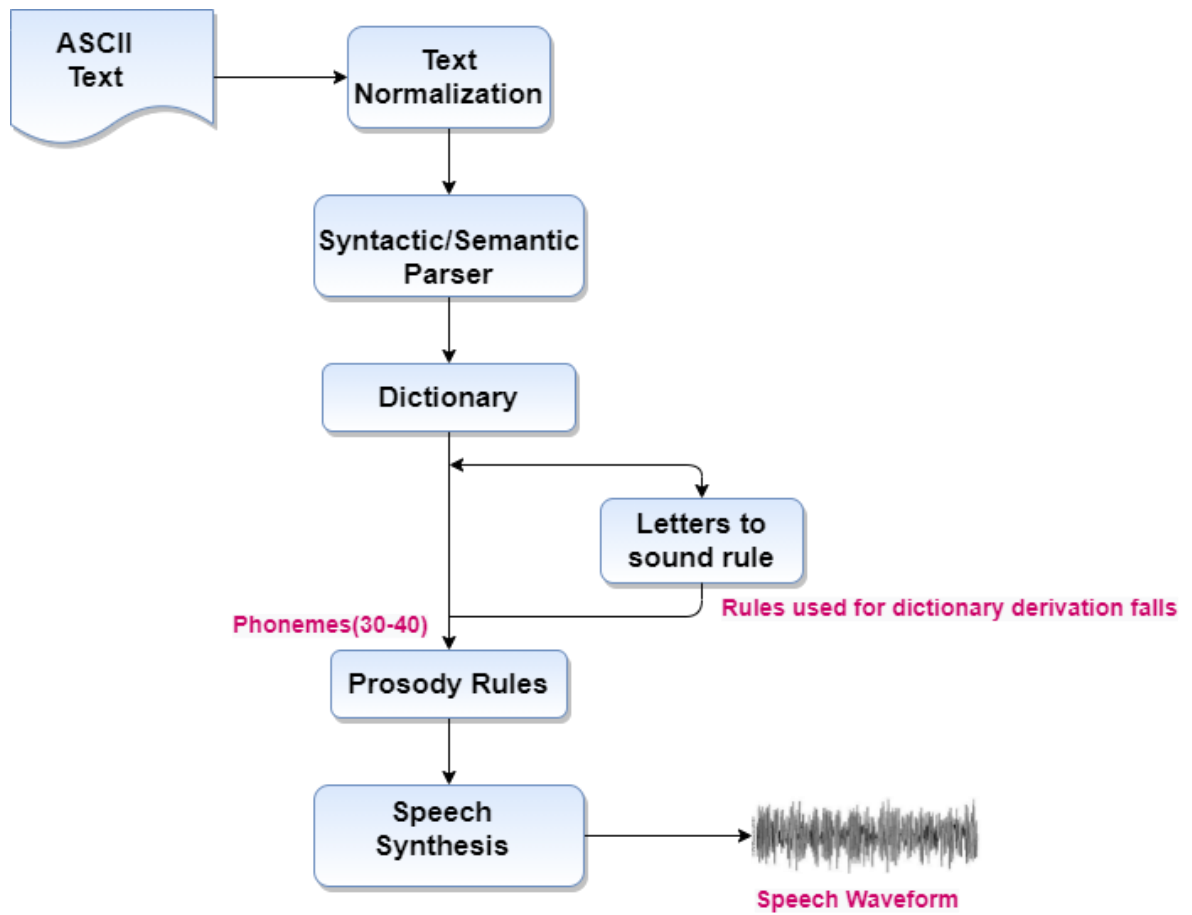 ASCII
Text
Text
Normalization
Syntactic/Semantic
Parser
Dictionary
Letters to
sound rule
Rules used for dictionary derivation falls
Phonemes(30-40)
Prosody Rules
Speech
Synthesis
Speech Waveform